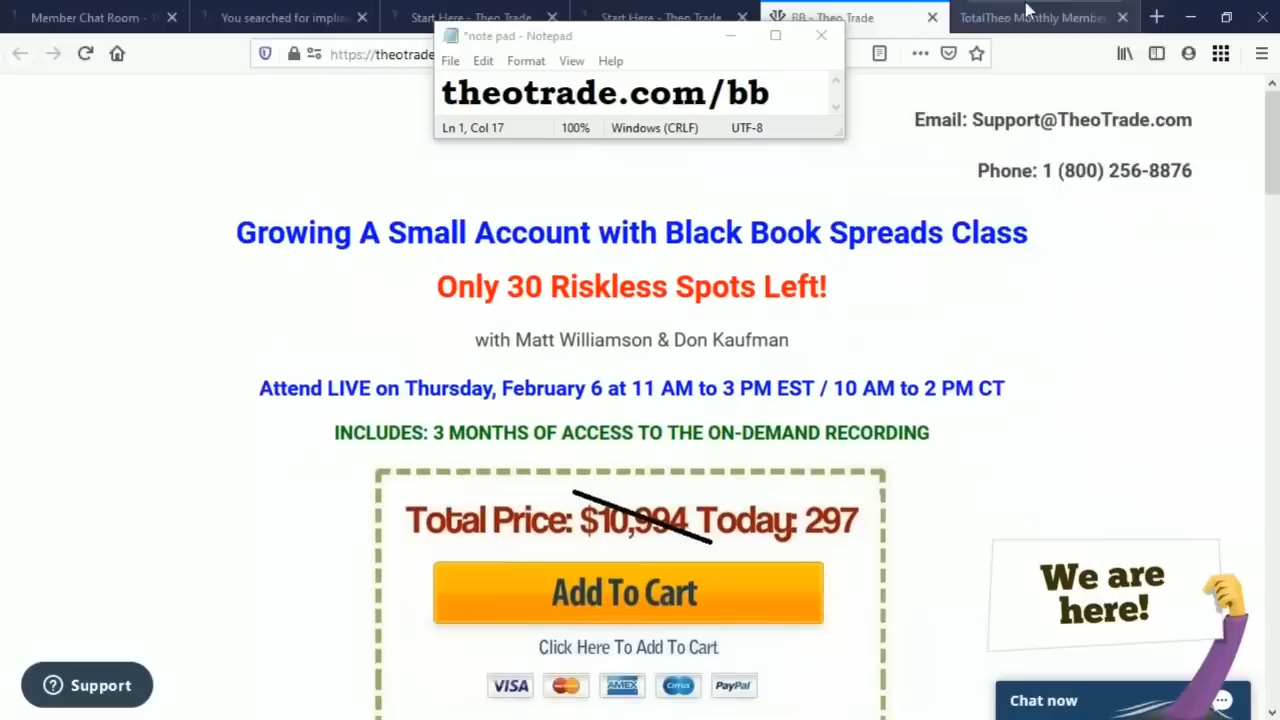 Member Chat Room - T
You searched for impli
Start Here - Theo Trade
Start Here - Theo Trade
BB - Theo Trade
TotalTheo Monthly Member
*note pad - Notepad
File Edit Format View Help
theotrade.com/bb
Ln 1, Col 17 100% Windows (CRLF) UTF-8
https://theotrade
Email: Support@TheoTrade.com
Phone: 1 (800) 256-8876
Growing A Small Account with Black Book Spreads Class
Only 30 Riskless Spots Left!
with Matt Williamson & Don Kaufman
Attend LIVE on Thursday, February 6 at 11 AM to 3 PM EST / 10 AM to 2 PM CT
INCLUDES: 3 MONTHS OF ACCESS TO THE ON-DEMAND RECORDING
Total Price: $10,994 Today: 297
Add To Cart
Click Here To Add To Cart
VISA MasterCard AMEX Cirrus PayPal
We are
here!
Support
Chat now